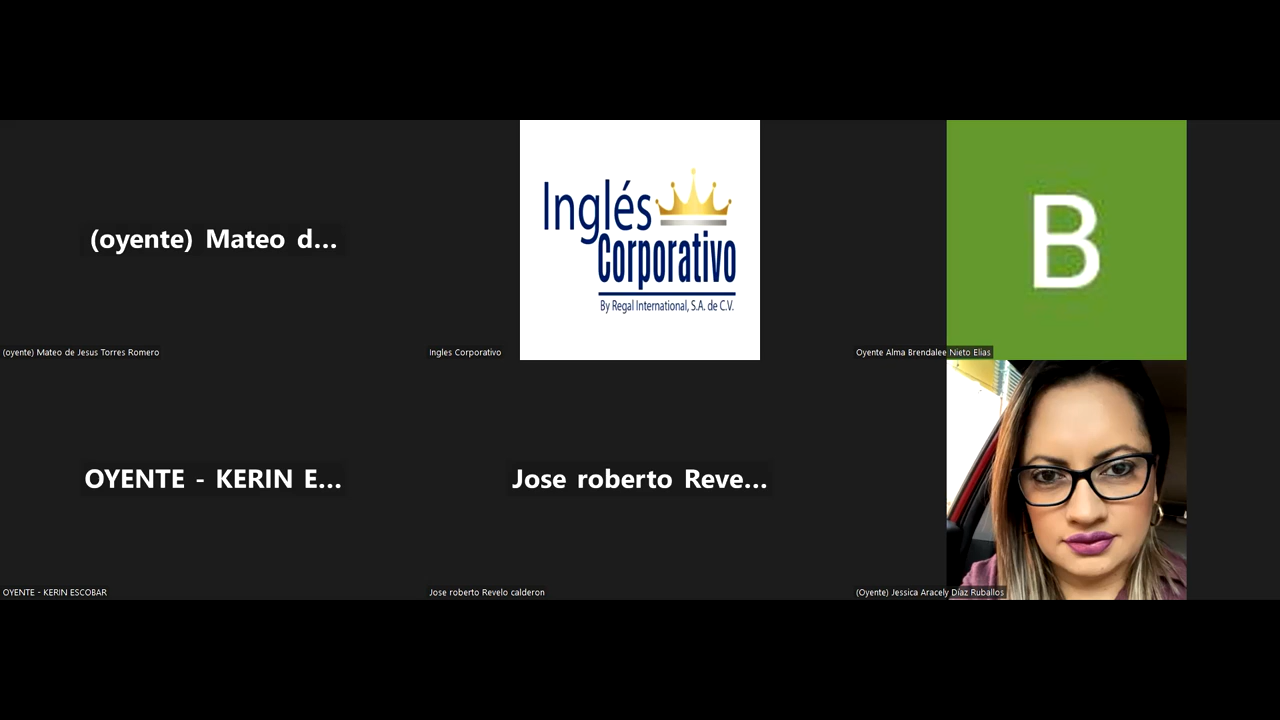 (oyente) Mateo d...
(oyente) Mateo de Jesus Torres Romero
Inglés
Corporativo
By Regal International, S.A. de C.V.
Ingles Corporativo
B
Oyente Alma Brendalee Nieto Elias
OYENTE - KERIN E...
OYENTE - KERIN ESCOBAR
Jose roberto Reve...
Jose roberto Revelo calderon
(Oyente) Jessica Aracely Díaz Ruballos